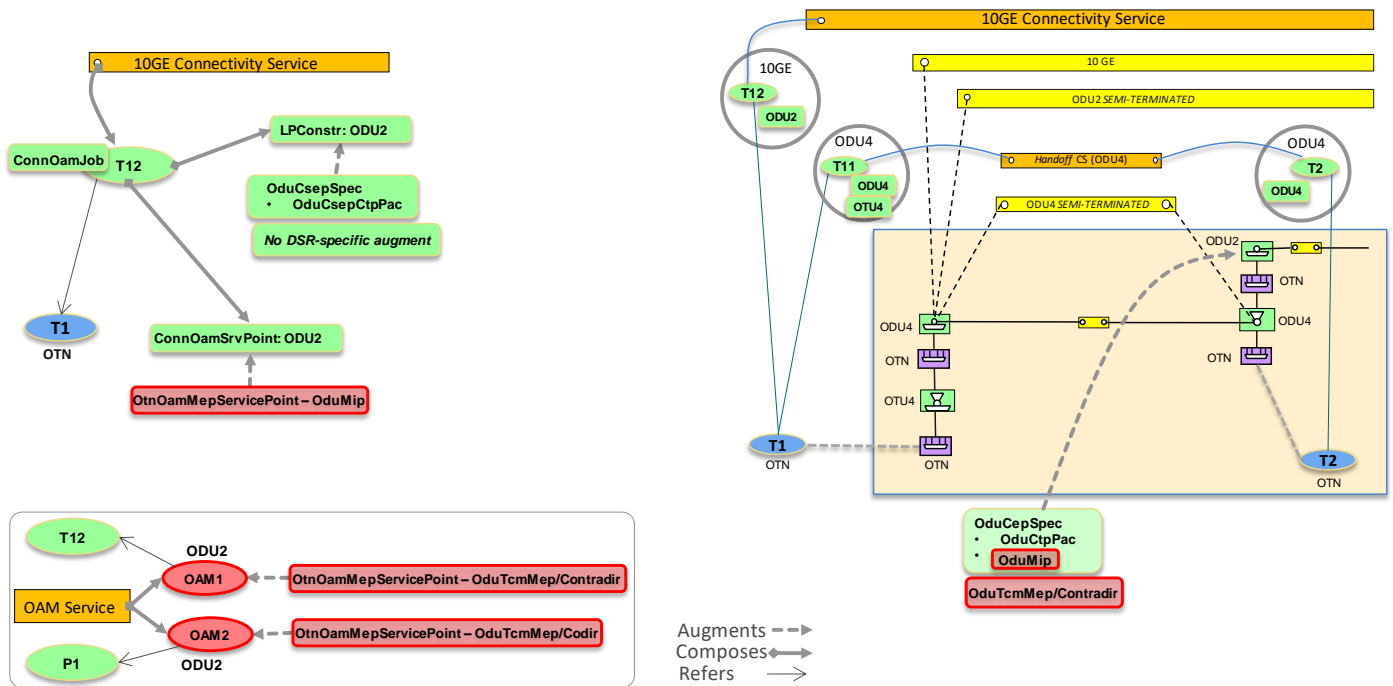 10GE Connectivity Service
LPConstr: ODU2
ConnOamJob
T12
OduCsepSpec
• OduCsepCtpPac
No DSR-specific augment
T1
OTN
ConnOamSrvPoint: ODU2
OtnOamMepServicePoint – OduMip
T12
ODU2
OAM1
OtnOamMepServicePoint – OduTcmMep/Contradir
OAM Service
OAM2
OtnOamMepServicePoint – OduTcmMep/Codir
P1
ODU2
10GE Connectivity Service
10GE
T12
ODU2
10 GE
ODU2 SEMI-TERMINATED
ODU4
T11
ODU4
OTU4
Handoff CS (ODU4)
ODU4
T2
ODU4
ODU4 SEMI-TERMINATED
ODU2
OTN
ODU4
ODU4
OTN
OTN
OTU4
OTN
T1
OTN
T2
OTN
OduCepSpec
• OduCtpPac
• OduMip
OduTcmMep/Contradir
Augments
Composes
Refers